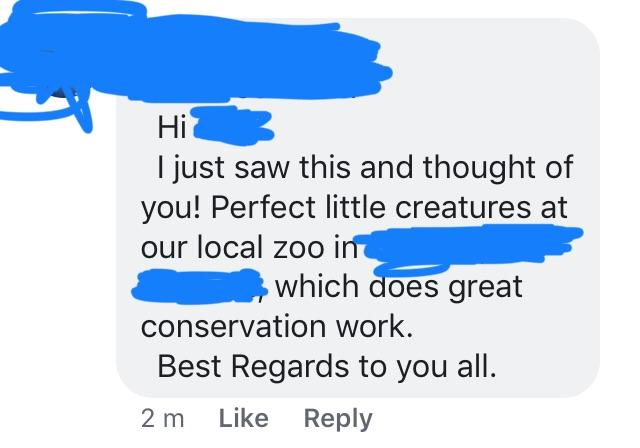 Hi
I just saw this and thought of
you! Perfect little creatures at
our local zoo in
, which does great
conservation work.
Best Regards to you all.
2 m Like Reply